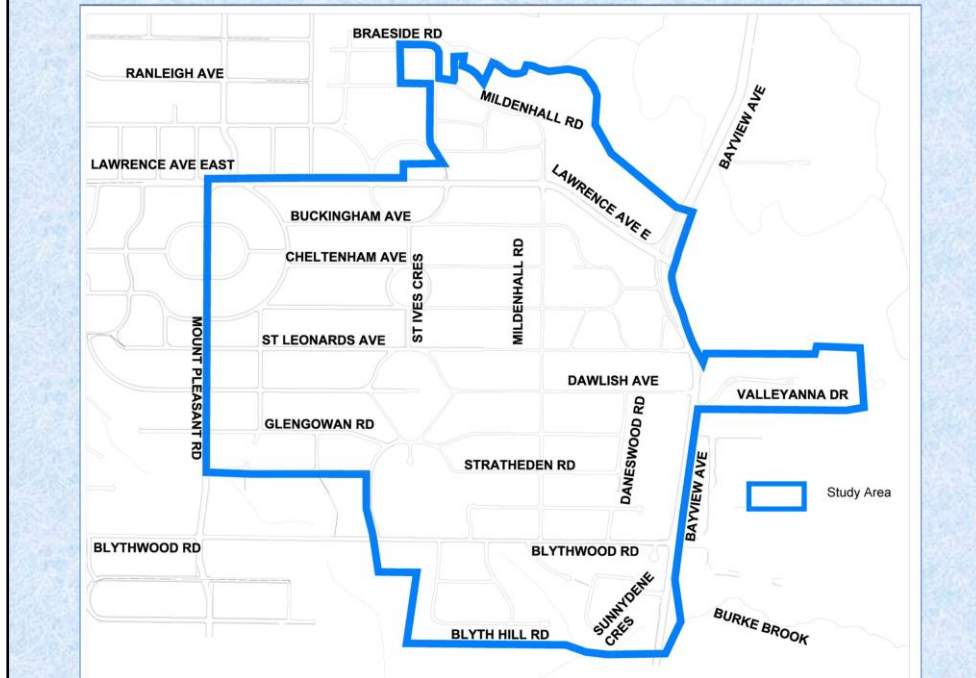 BRAESIDE RD
RANLEIGH AVE
MILDENHALL RD
BAYVIEW AVE
LAWRENCE AVE EAST
LAWRENCE AVE E
BUCKINGHAM AVE
CHELTENHAM AVE
ST IVES CRES
MILDENHALL RD
MOUNT PLEASANT RD
ST LEONARDS AVE
DAWLISH AVE
VALLEYANNA DR
GLENGOWAN RD
DANESWOOD RD
STRATHEDEN RD
BAYVIEW AVE
Study Area
BLYTHWOOD RD
BLYTHWOOD RD
SUNNYDENE
CRES
BURKE BROOK
BLYTH HILL RD